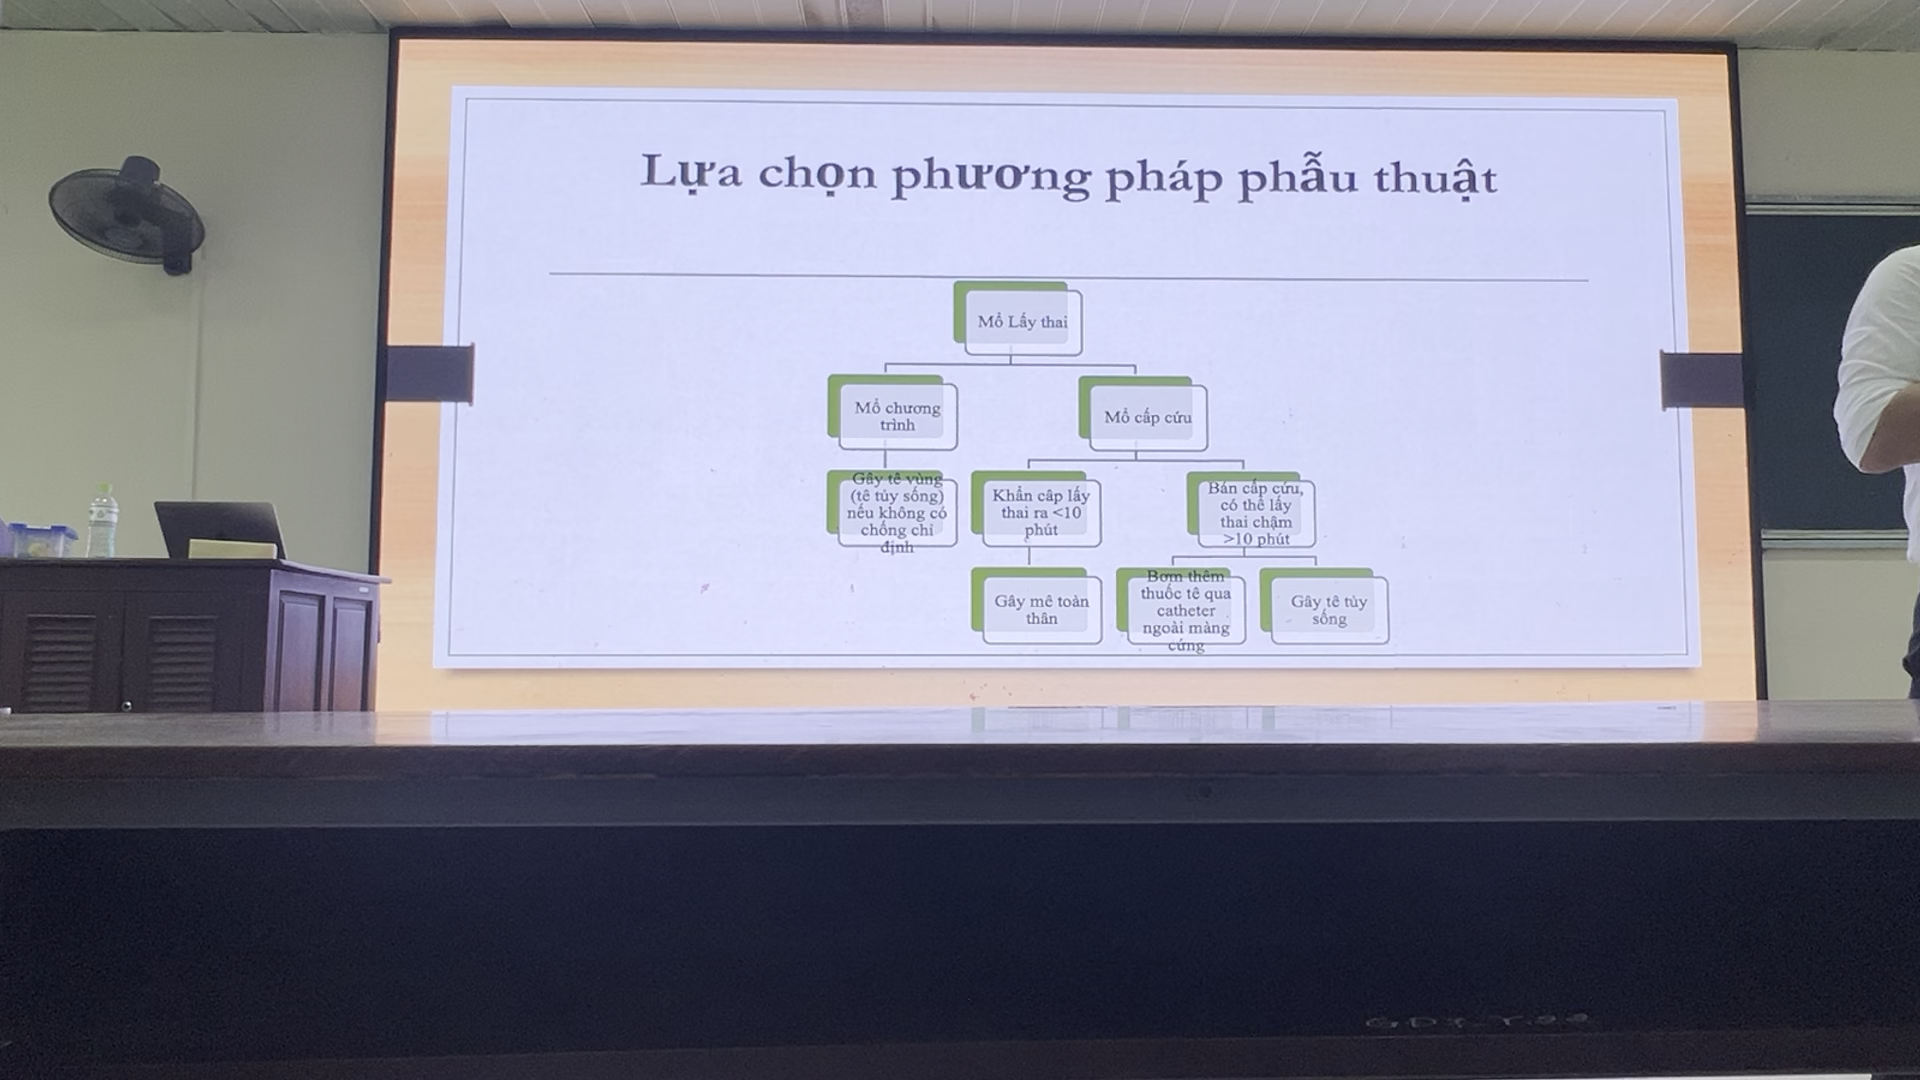 Lựa chọn phương pháp phẫu thuật
Mổ Lấy thai
Mổ chương
trình
Mổ cấp cứu
Gây tê vùng
(tê tủy sống)
nếu không có
chống chỉ
định
Khẩn câp lấy
thai ra <10
phút
Bán cấp cứu,
có thể lấy
thai chậm
>10 phút
Gây mê toàn
thân
Bơm thêm
thuốc tê qua
catheter
ngoài màng
cứng
Gây tê tủy
sống